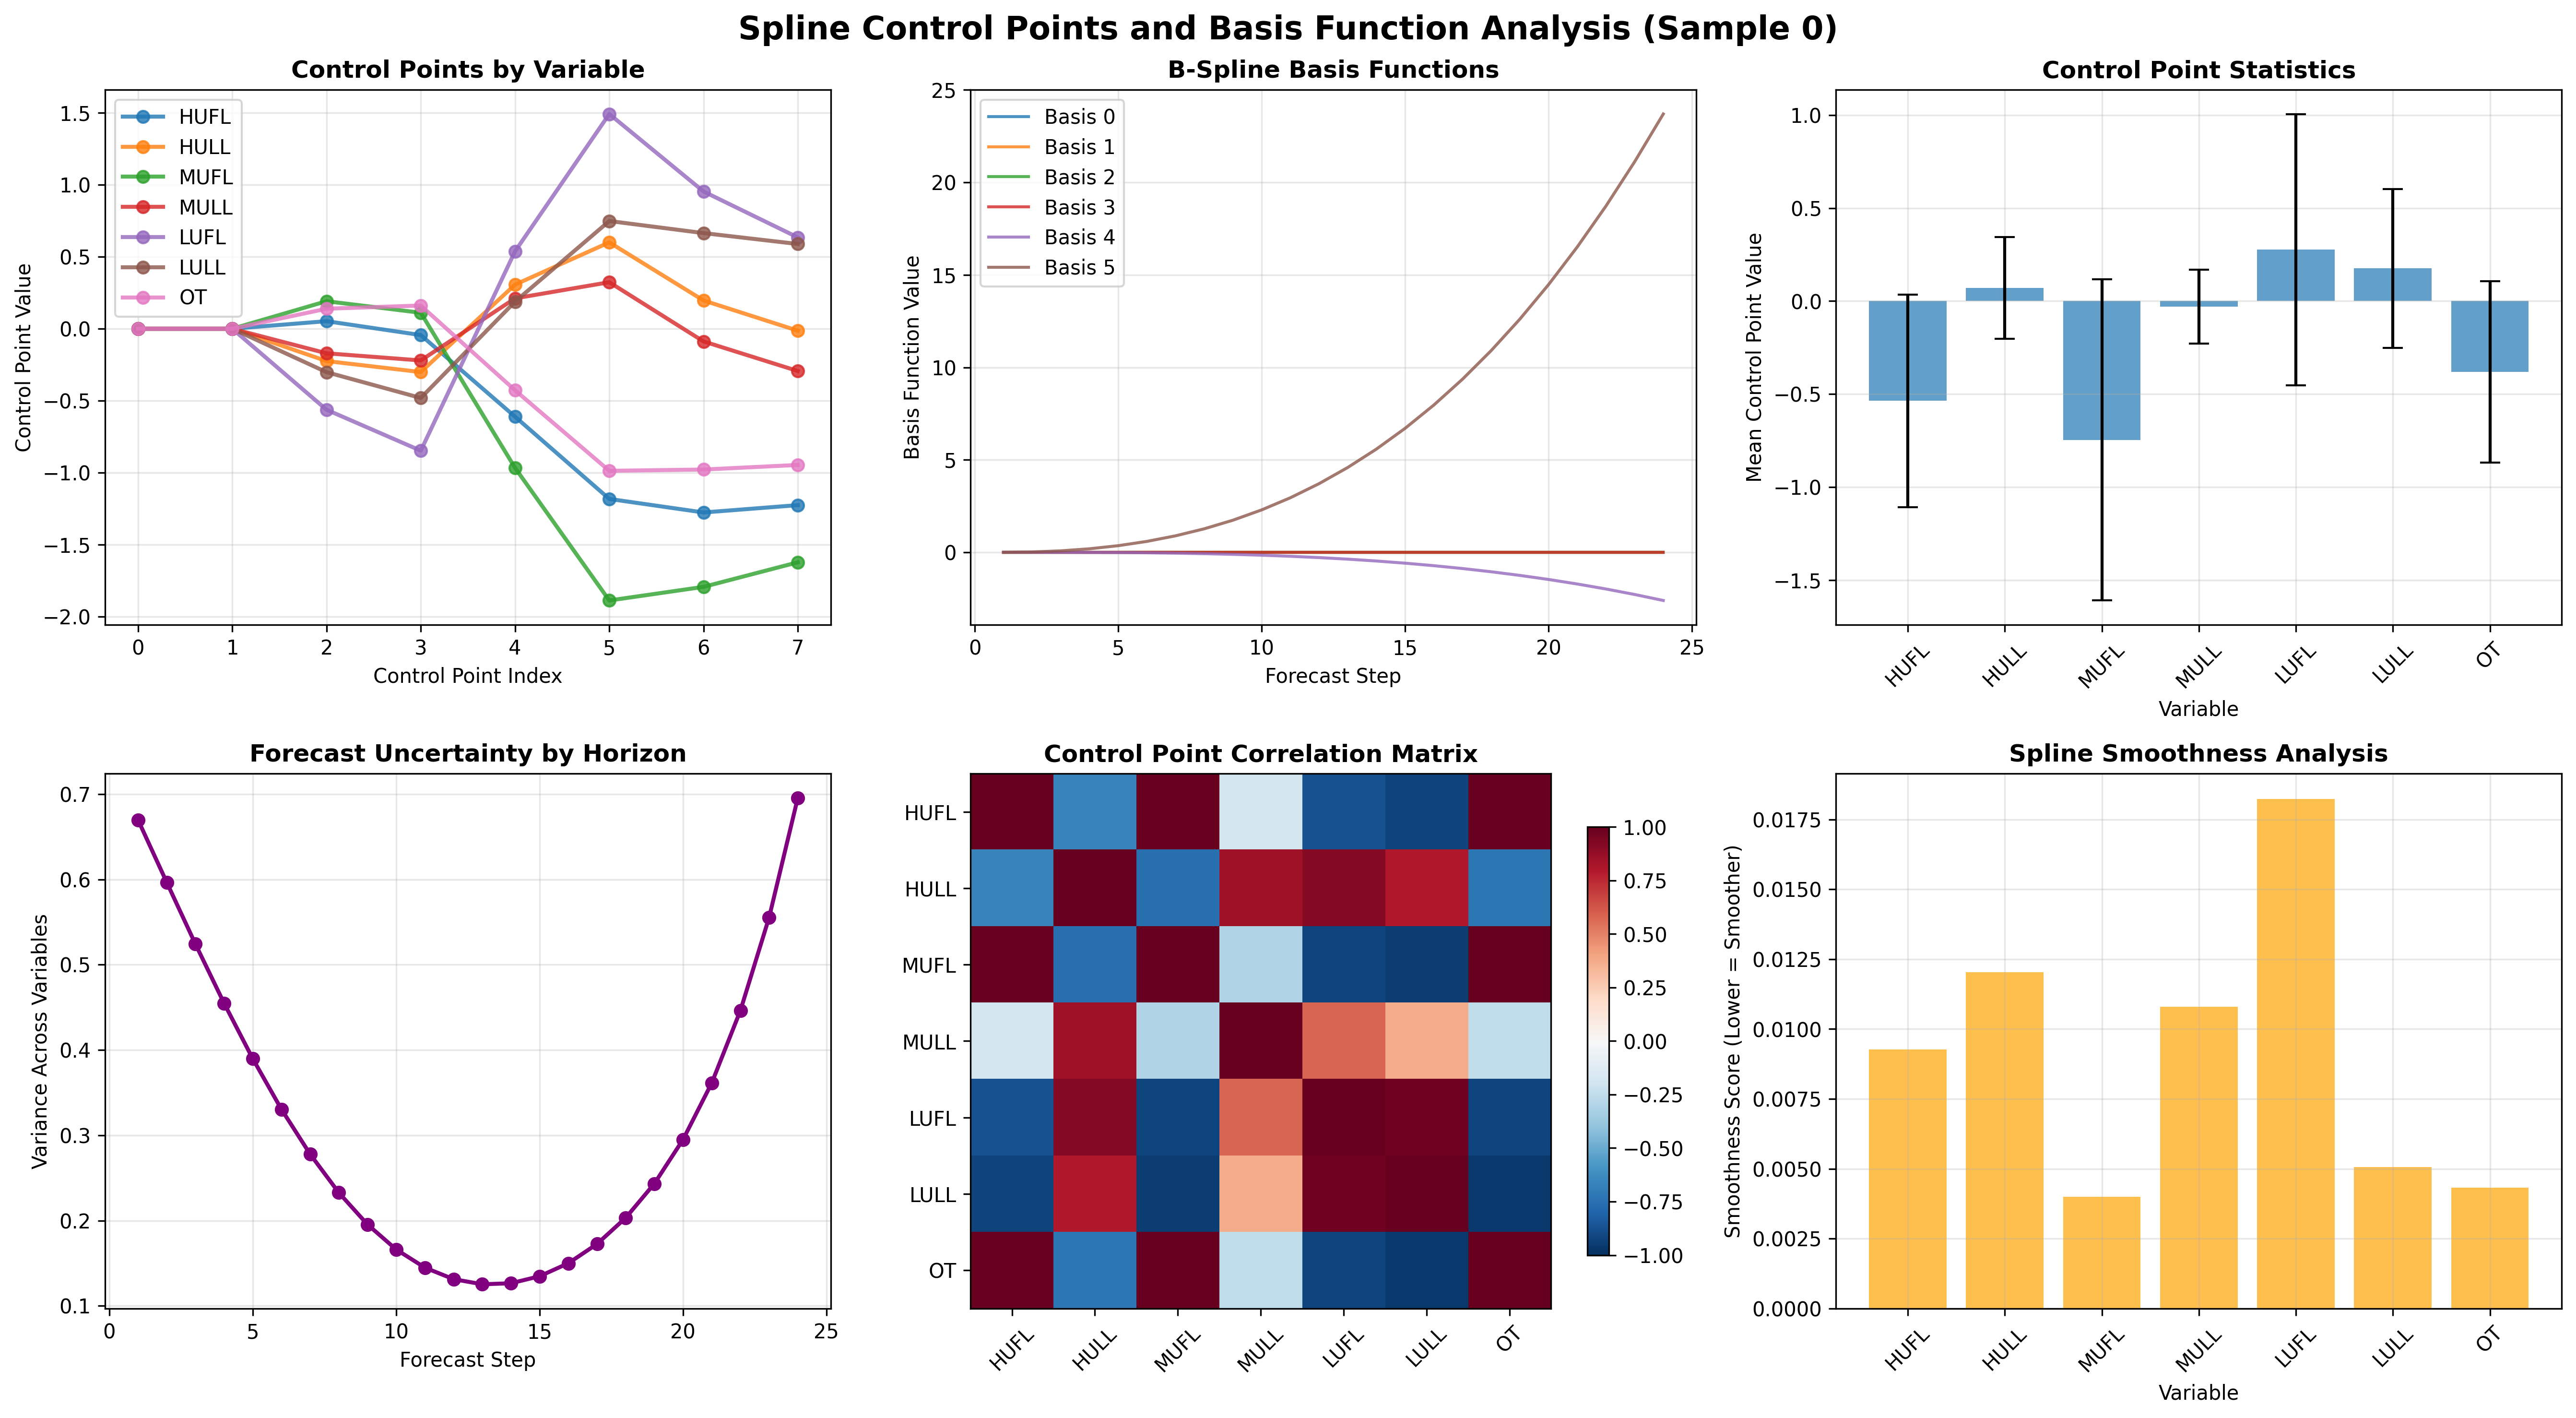 Spline Control Points and Basis Function Analysis (Sample 0)
Control Points by Variable
Control Point Value
1.5
1.0
0.5
0.0
−0.5
−1.0
−1.5
−2.0
HUFL
HULL
MUFL
MULL
LUFL
LULL
OT
0 1 2 3 4 5 6 7
Control Point Index
B-Spline Basis Functions
Basis Function Value
25
20
15
10
5
0
Basis 0
Basis 1
Basis 2
Basis 3
Basis 4
Basis 5
0 5 10 15 20 25
Forecast Step
Control Point Statistics
Mean Control Point Value
1.0
0.5
0.0
−0.5
−1.0
−1.5
HUFL HULL MUFL MULL LUFL LULL OT
Variable
Forecast Uncertainty by Horizon
Variance Across Variables
0.7
0.6
0.5
0.4
0.3
0.2
0.1
0 5 10 15 20 25
Forecast Step
Control Point Correlation Matrix
HUFL
HULL
MUFL
MULL
LUFL
LULL
OT
HUFL HULL MUFL MULL LUFL LULL OT
1.00
0.75
0.50
0.25
0.00
−0.25
−0.50
−0.75
−1.00
Spline Smoothness Analysis
Smoothness Score (Lower = Smoother)
0.0175
0.0150
0.0125
0.0100
0.0075
0.0050
0.0025
0.0000
HUFL HULL MUFL MULL LUFL LULL OT
Variable